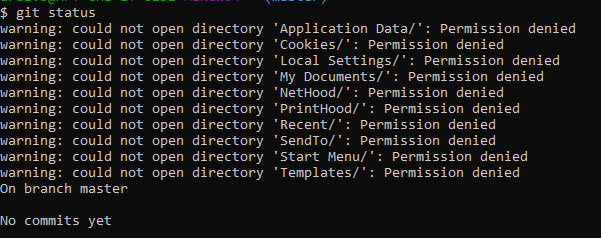 $ git status
warning: could not open directory 'Application Data/': Permission denied
warning: could not open directory 'Cookies/': Permission denied
warning: could not open directory 'Local Settings/': Permission denied
warning: could not open directory 'My Documents/': Permission denied
warning: could not open directory 'NetHood/': Permission denied
warning: could not open directory 'PrintHood/': Permission denied
warning: could not open directory 'Recent/': Permission denied
warning: could not open directory 'SendTo/': Permission denied
warning: could not open directory 'Start Menu/': Permission denied
warning: could not open directory 'Templates/': Permission denied
On branch master
No commits yet